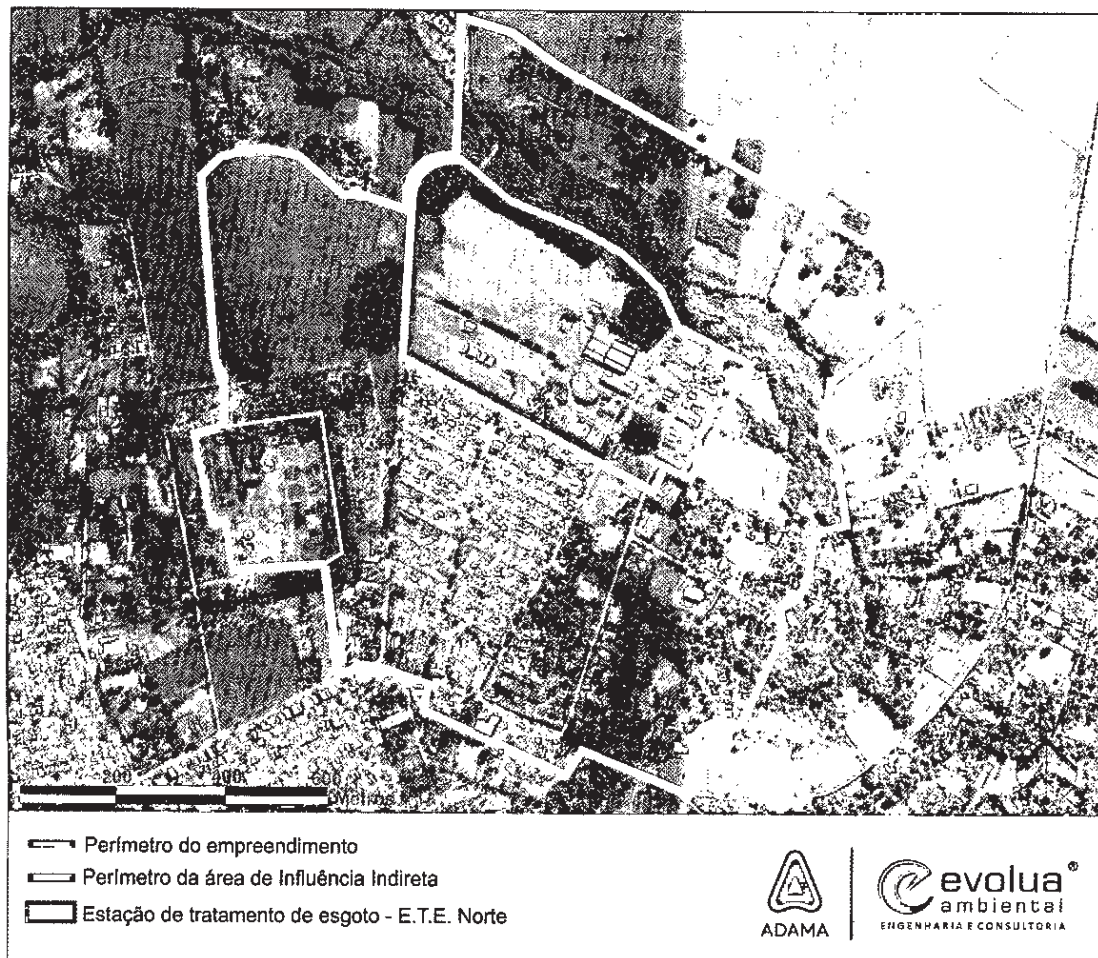 200 400 600
Metros
Perímetro do empreendimento
Perímetro da área de Influência Indireta
Estação de tratamento de esgoto - E.T.E. Norte
ADAMA
evolua®
ambiental
ENGENHARIA E CONSULTORIA